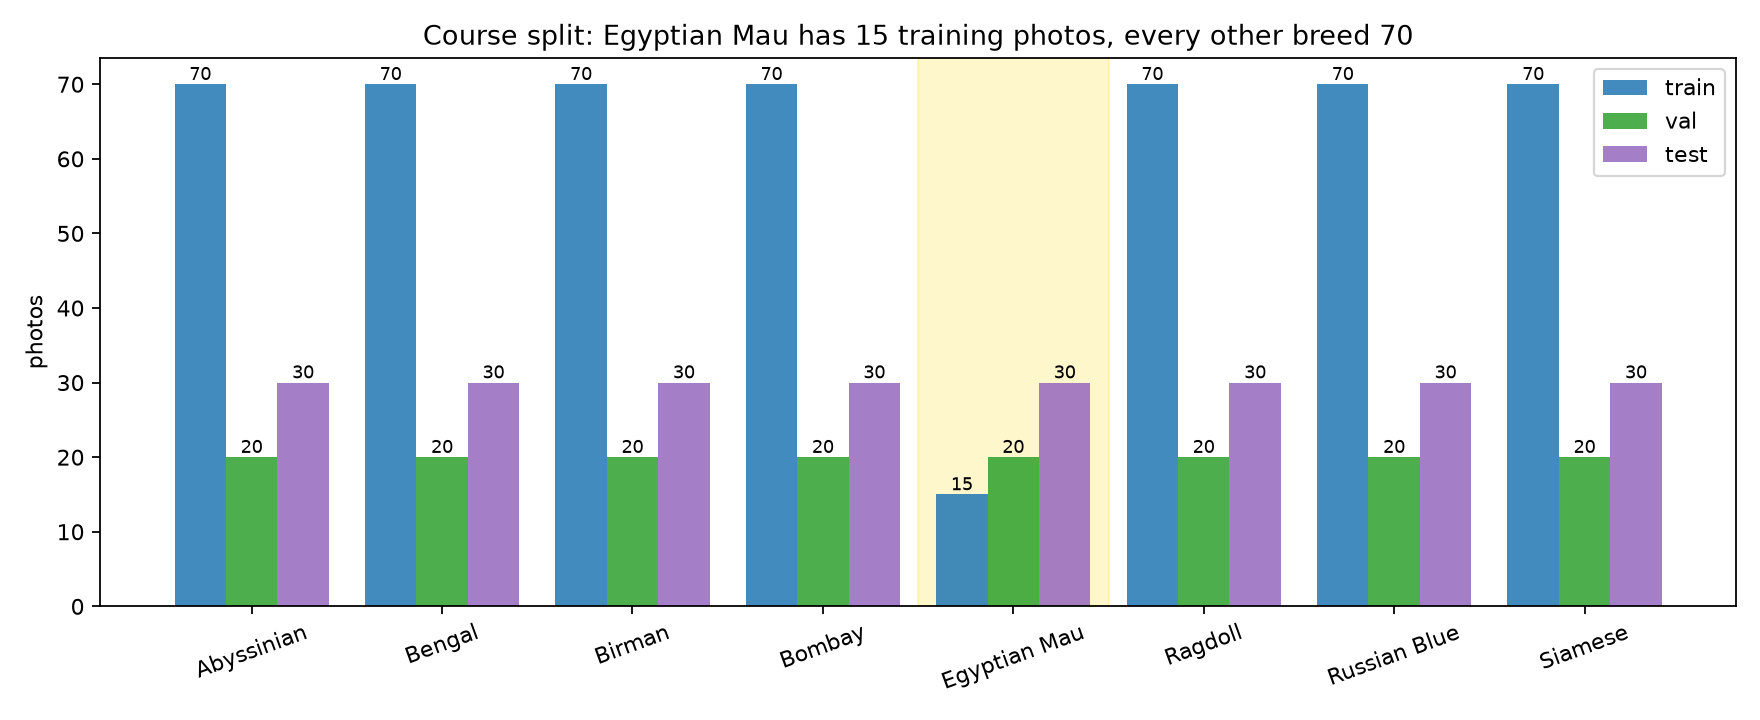 Course split: Egyptian Mau has 15 training photos, every other breed 70
photos
70
60
50
40
30
20
10
0
70
20
30
70
20
30
70
20
30
70
20
30
15
20
30
70
20
30
70
20
30
70
20
30
train
val
test
Abyssinian
Bengal
Birman
Bombay
Egyptian Mau
Ragdoll
Russian Blue
Siamese